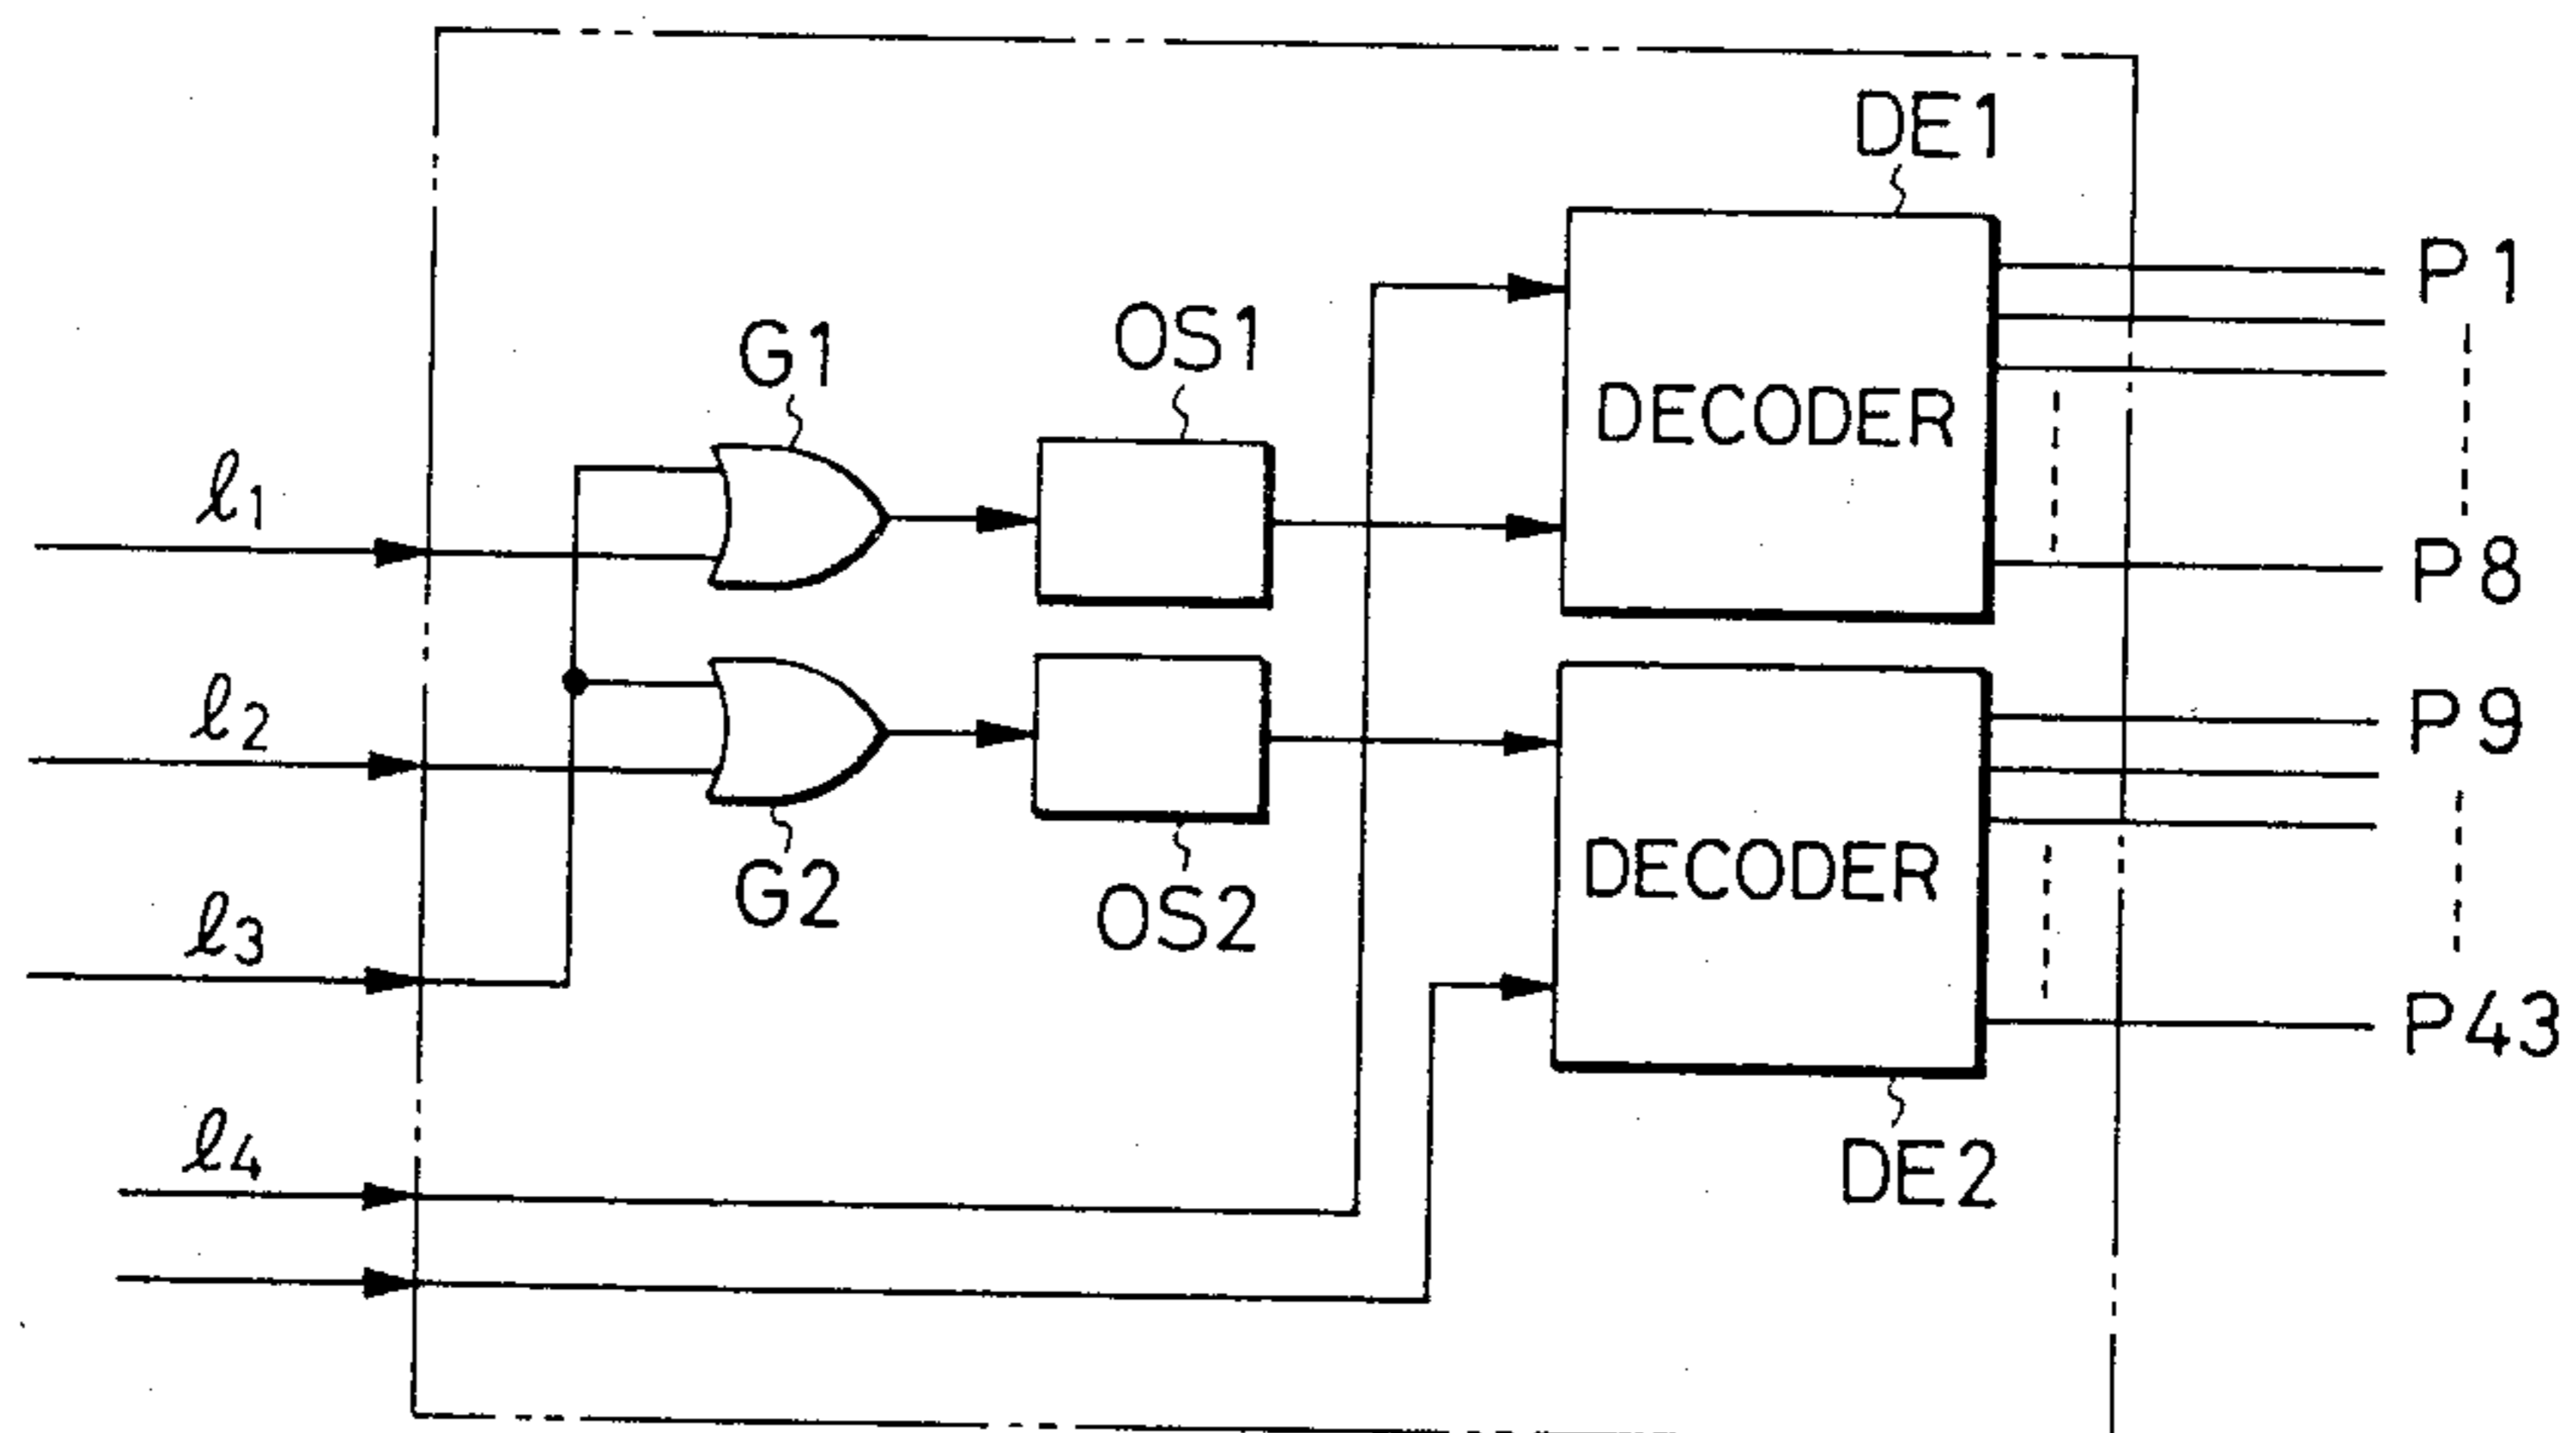 DE1
P1
OS1
G1
DECODER
ℓ1
P8
ℓ2
P9
DECODER
G2
OS2
ℓ3
P43
ℓ4
DE2